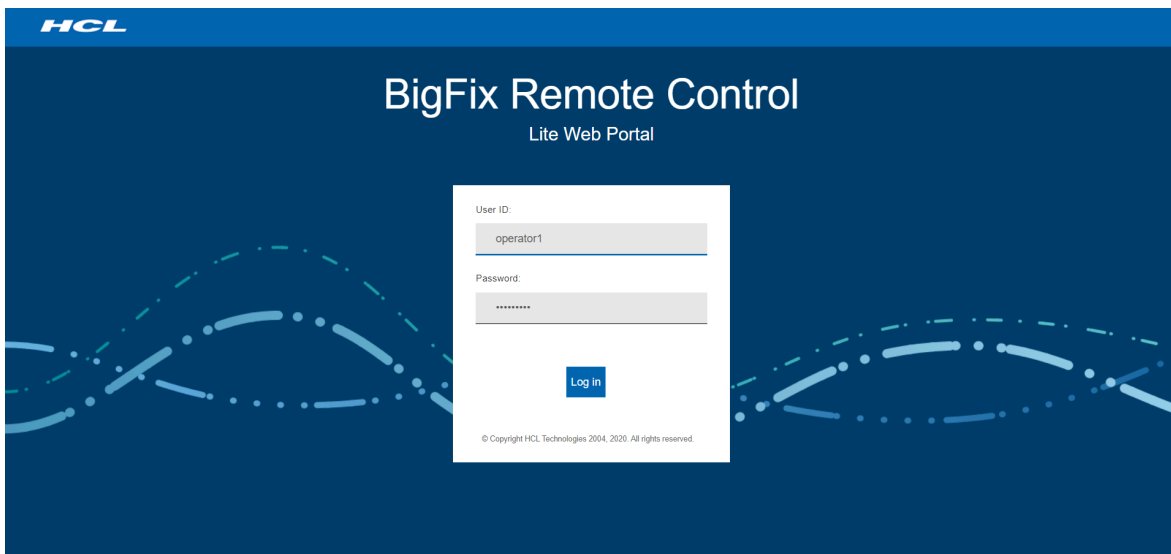 HCL
BigFix Remote Control
Lite Web Portal
User ID:
operator1
Password:
•••••••••
Log in
© Copyright HCL Technologies 2004, 2020. All rights reserved.